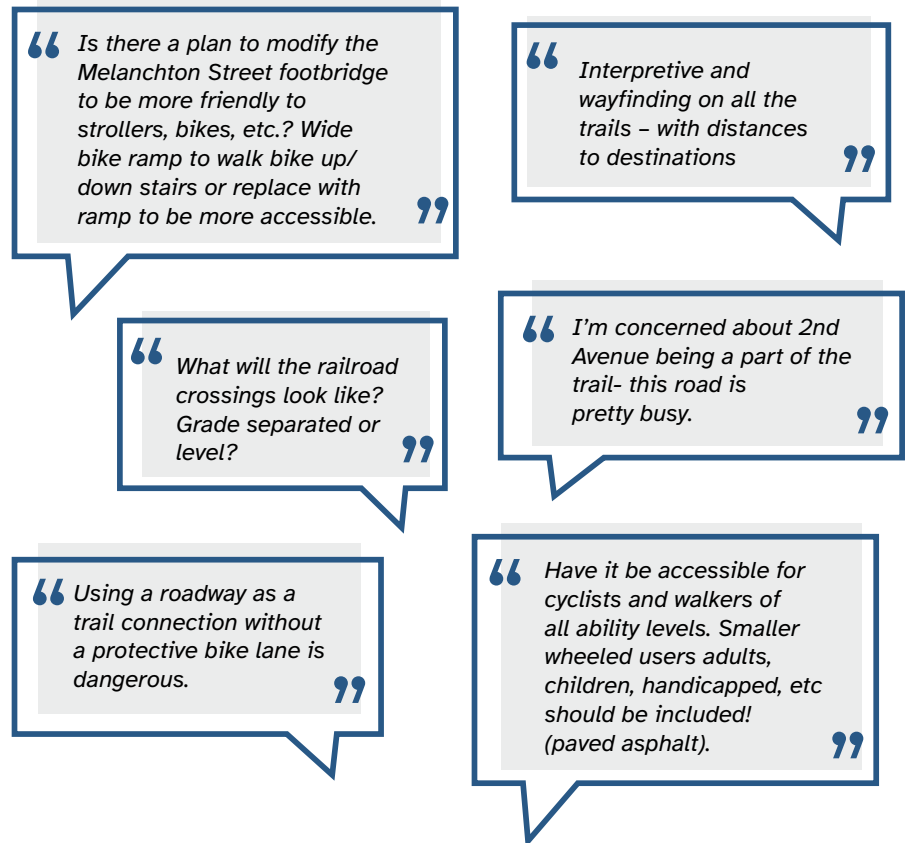 “ Is there a plan to modify the
Melanchton Street footbridge
to be more friendly to
strollers, bikes, etc.? Wide
bike ramp to walk bike up/
down stairs or replace with
ramp to be more accessible. ”
“ Interpretive and
wayfinding on all the
trails – with distances
to destinations ”
“ What will the railroad
crossings look like?
Grade separated or
level? ”
“ I’m concerned about 2nd
Avenue being a part of the
trail- this road is
pretty busy. ”
“ Using a roadway as a
trail connection without
a protective bike lane is
dangerous. ”
“ Have it be accessible for
cyclists and walkers of
all ability levels. Smaller
wheeled users adults,
children, handicapped, etc
should be included!
(paved asphalt). ”